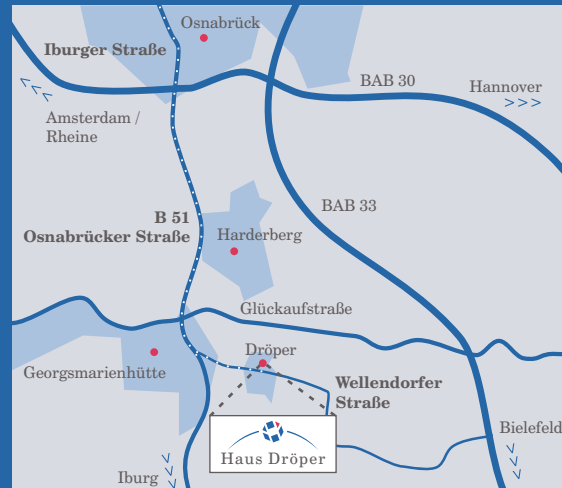 Osnabrück
Iburger Straße
BAB 30
Hannover
>>>
Amsterdam /
Rheine
BAB 33
B 51
Osnabrücker Straße
Harderberg
Glückaufstraße
Dröper
Georgsmarienhütte
Wellendorfer
Straße
Bielefeld
Haus Dröper
Iburg